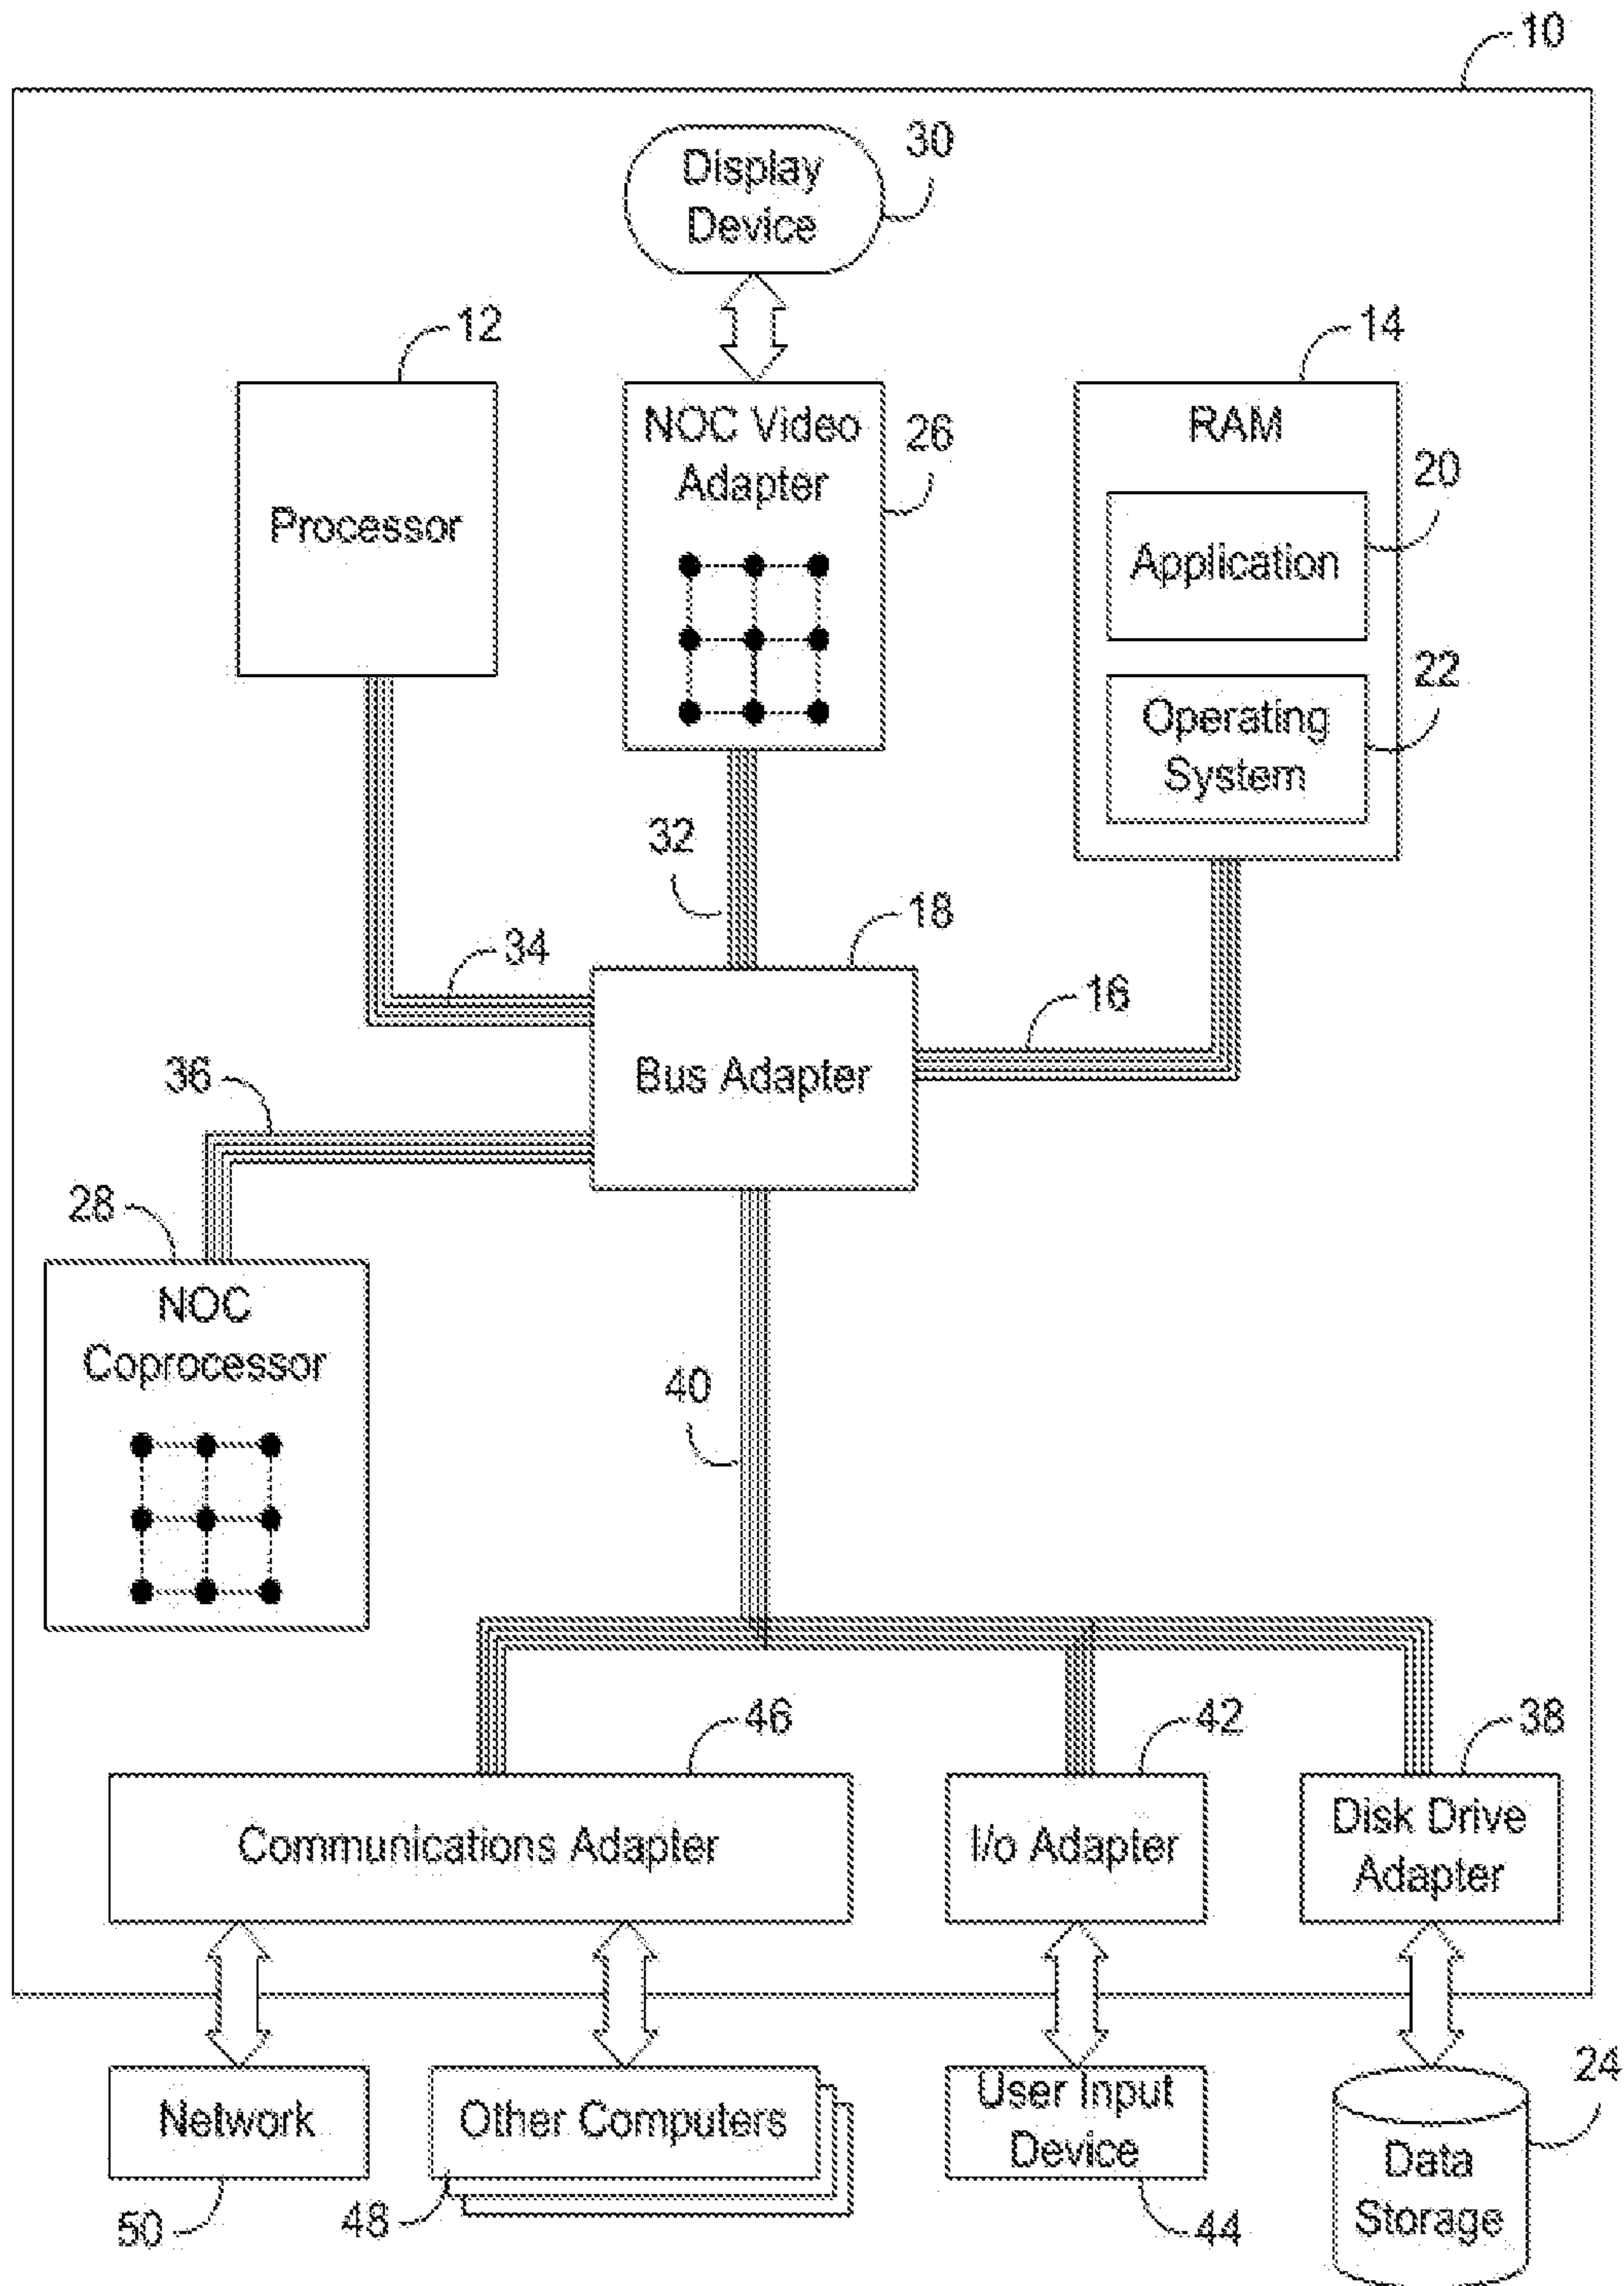 10
Display
Device
30
12
Processor
NOC Video
Adapter
26
14
RAM
20
Application
22
Operating
System
32
18
34
16
Bus Adapter
36
28
NOC
Coprocessor
40
46
Communications Adapter
42
I/o Adapter
38
Disk Drive
Adapter
Network
50
Other Computers
48
User Input
Device
44
24
Data
Storage